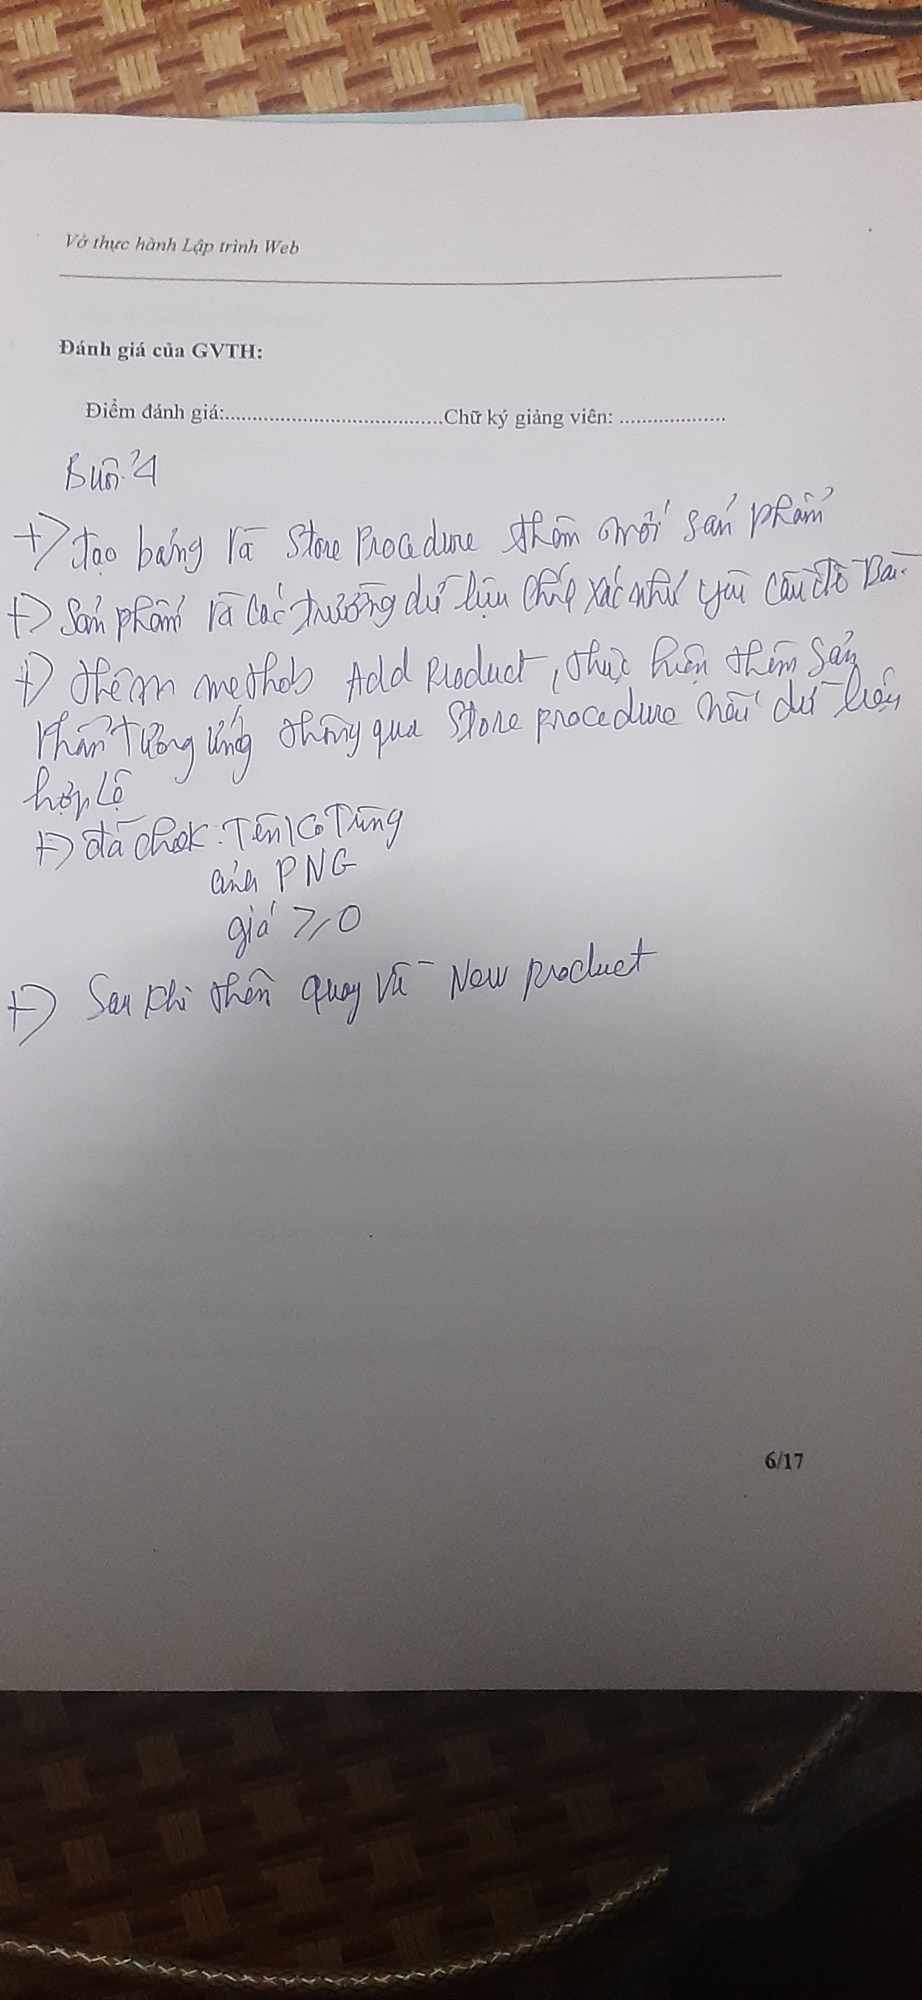 Vở thực hành Lập trình Web
Đánh giá của GVTH:
Điểm đánh giá:......................................Chữ ký giảng viên: ...................
Buổi 4
+) tạo bảng và Store Procedure thêm mới sản phẩm
+) Sản phẩm và các trường dữ liệu chính xác như yêu cầu đề Bài.
+) thêm methob Add Product, thực hiện thêm sản
phẩm tương ứng thông qua Store procedure nếu dữ liệu
hợp lệ
+) đã check: Tên Ko Trùng
ảnh PNG
giá ≥ 0
+) Sau khi thêm quay về New product
6/17